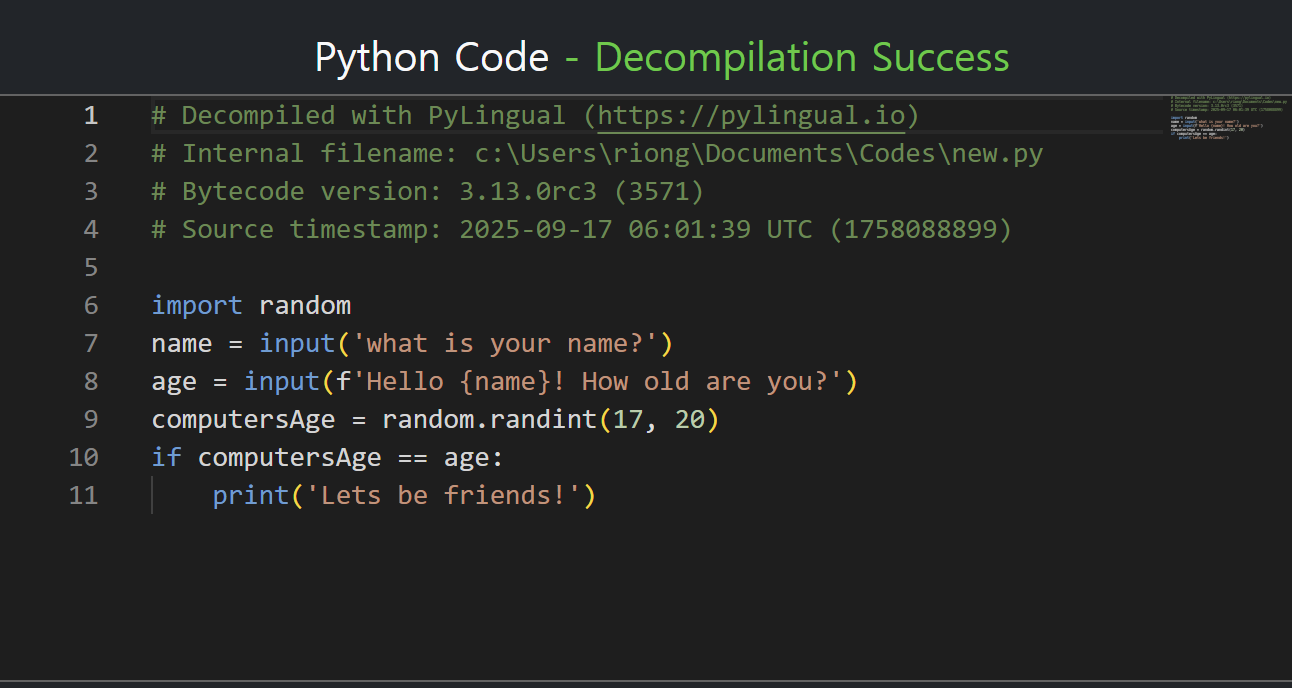 Python Code - Decompilation Success
1 # Decompiled with PyLingual (https://pylingual.io)
2 # Internal filename: c:\Users\riong\Documents\Codes\new.py
3 # Bytecode version: 3.13.0rc3 (3571)
4 # Source timestamp: 2025-09-17 06:01:39 UTC (1758088899)
5
6 import random
7 name = input('what is your name?')
8 age = input(f'Hello {name}! How old are you?')
9 computersAge = random.randint(17, 20)
10 if computersAge == age:
11     print('Lets be friends!')